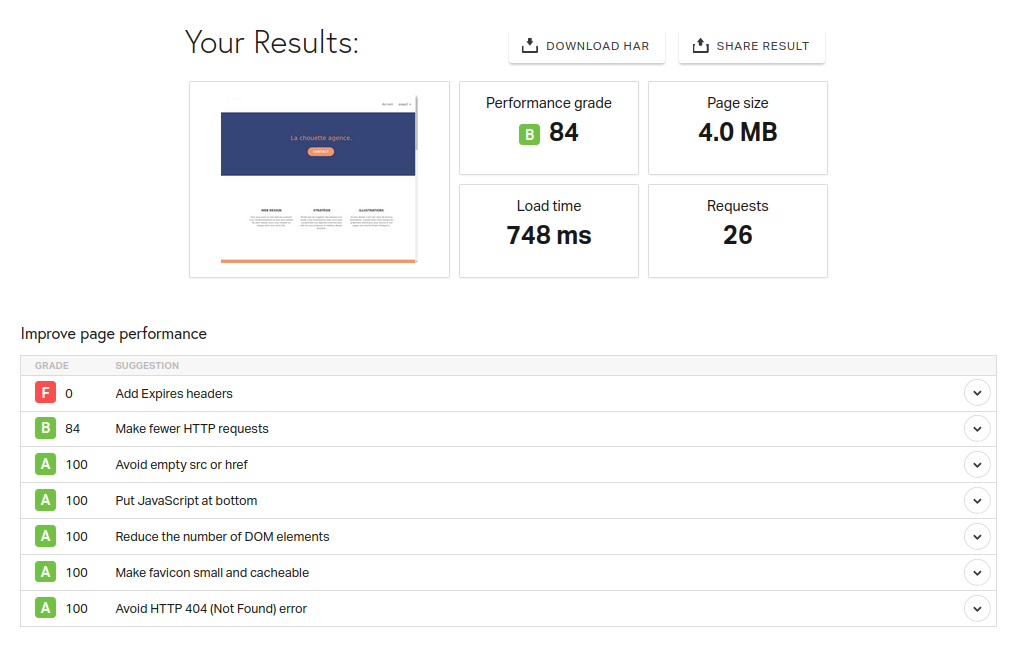 Your Results:
DOWNLOAD HAR
SHARE RESULT
La chouette agence.
CONTACT
WEB DESIGN
STRATÉGIE
ILLUSTRATIONS
Performance grade
B 84
Page size
4.0 MB
Load time
748 ms
Requests
26
Improve page performance
GRADE SUGGESTION
F 0 Add Expires headers
B 84 Make fewer HTTP requests
A 100 Avoid empty src or href
A 100 Put JavaScript at bottom
A 100 Reduce the number of DOM elements
A 100 Make favicon small and cacheable
A 100 Avoid HTTP 404 (Not Found) error